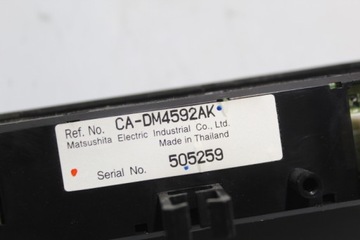 Ref. No. CA-DM4592AK
Matsushita Electric Industrial Co., Ltd.
Made in Thailand
Serial No. 505259